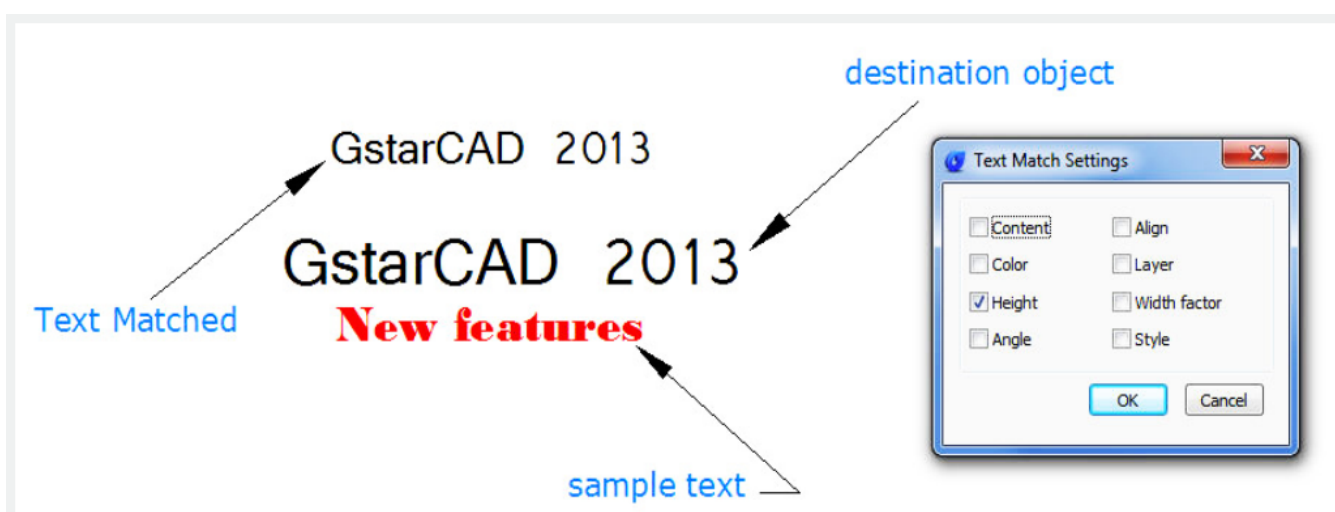 destination object
GstarCAD 2013
GstarCAD 2013
Text Matched
New features
sample text
Text Match Settings
Content
Align
Color
Layer
Height
Width factor
Angle
Style
OK
Cancel